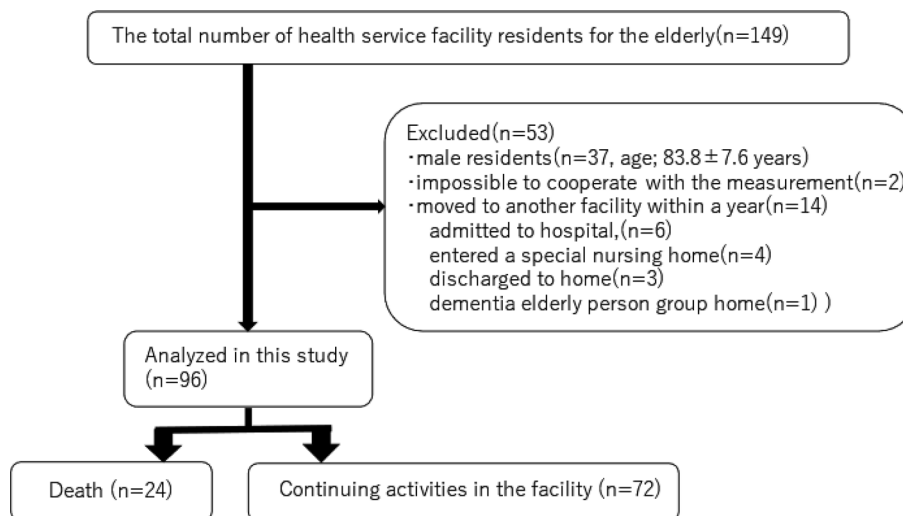 The total number of health service facility residents for the elderly(n=149)
Excluded(n=53)
・male residents(n=37, age; 83.8±7.6 years)
・impossible to cooperate with the measurement(n=2)
・moved to another facility within a year(n=14)
admitted to hospital,(n=6)
entered a special nursing home(n=4)
discharged to home(n=3)
dementia elderly person group home(n=1) )
Analyzed in this study
(n=96)
Death (n=24)
Continuing activities in the facility (n=72)